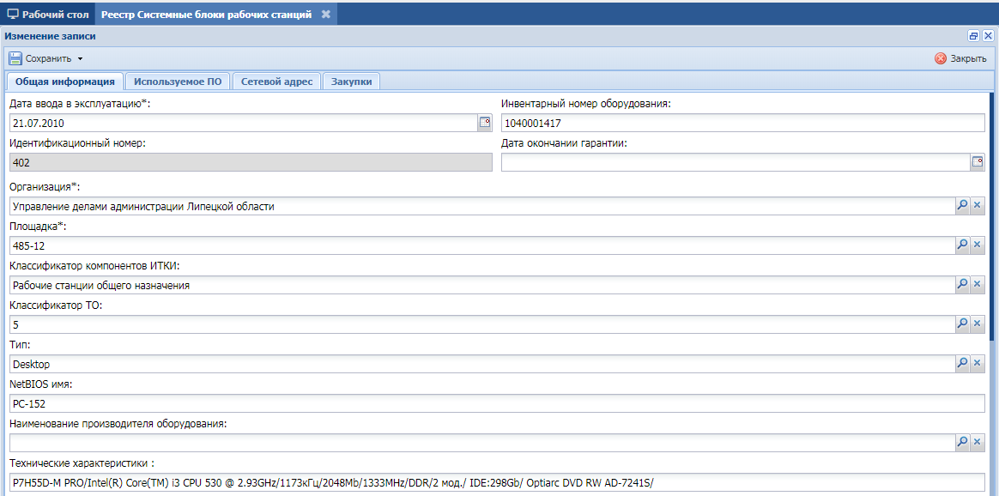 Рабочий стол
Реестр Системные блоки рабочих станций
Изменение записи
Сохранить
Закрыть
Общая информация
Используемое ПО
Сетевой адрес
Закупки
Дата ввода в эксплуатацию*:
Инвентарный номер оборудования:
21.07.2010
1040001417
Идентификационный номер:
Дата окончания гарантии:
402
Организация*:
Управление делами администрации Липецкой области
Площадка*:
485-12
Классификатор компонентов ИТКИ:
Рабочие станции общего назначения
Классификатор ТО:
5
Тип:
Desktop
NetBIOS имя:
PC-152
Наименование производителя оборудования:
Технические характеристики :
P7H55D-M PRO/Intel(R) Core(TM) i3 CPU 530 @ 2.93GHz/1173кГц/2048Mb/1333MHz/DDR/2 мод./ IDE:298Gb/ Optiarc DVD RW AD-7241S/